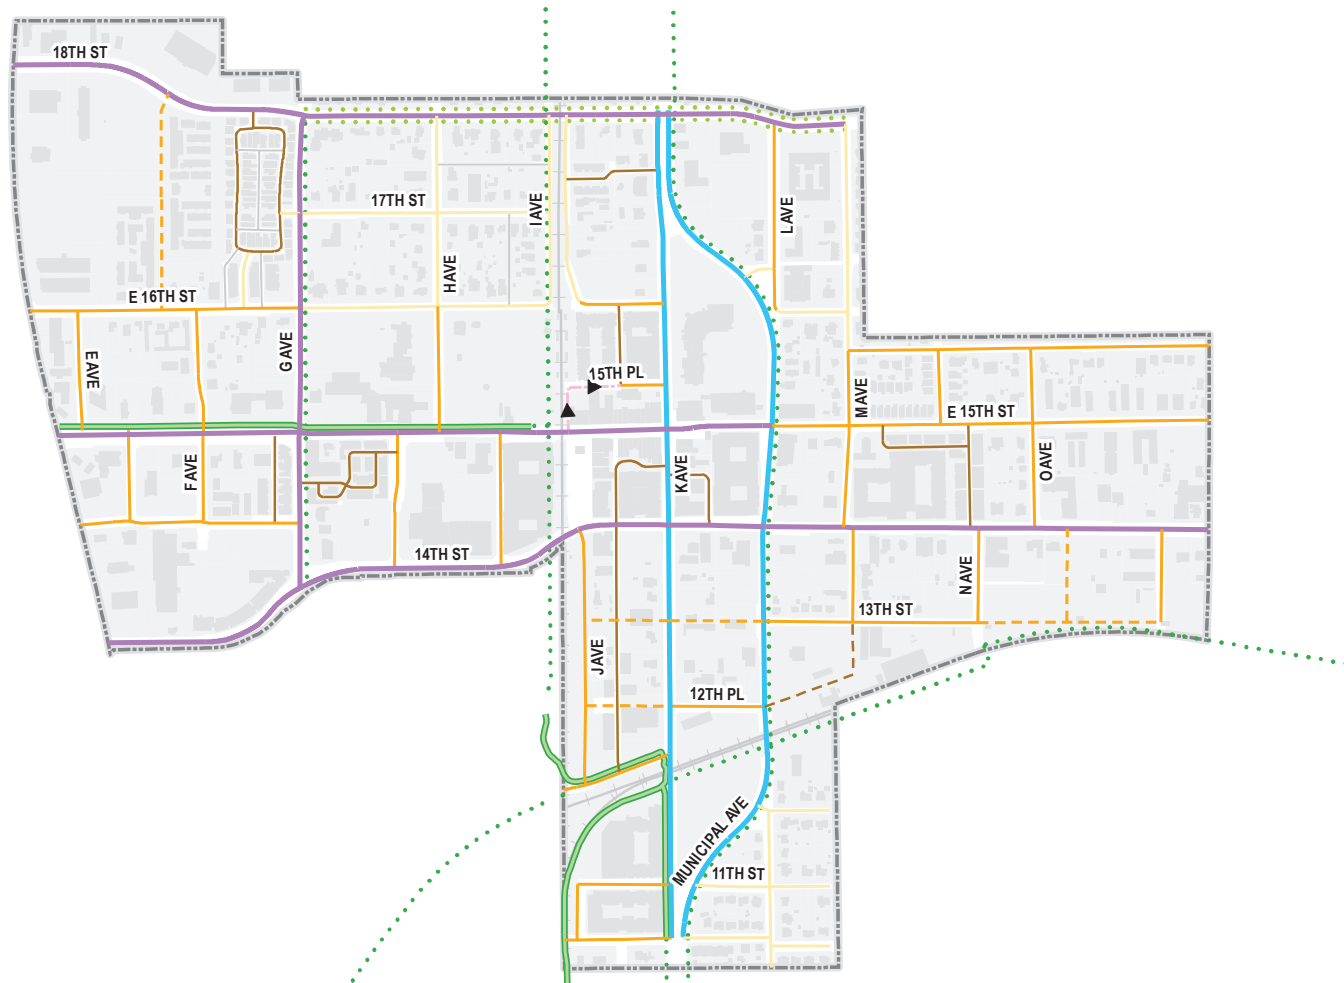 18TH ST
17TH ST
I AVE
L AVE
H AVE
E 16TH ST
G AVE
E AVE
15TH PL
M AVE
E 15TH ST
F AVE
K AVE
O AVE
14TH ST
N AVE
13TH ST
J AVE
12TH PL
MUNICIPAL AVE
11TH ST